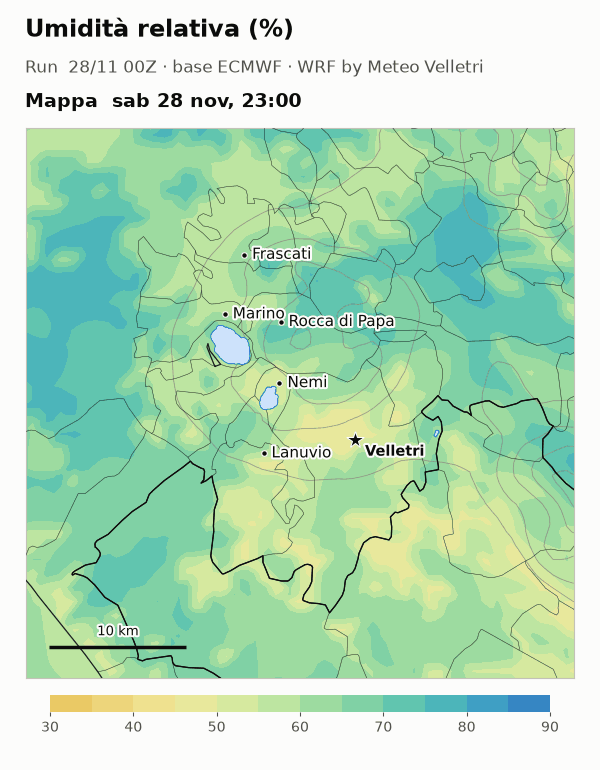 Umidità relativa (%)
Run  28/11 00Z · base ECMWF · WRF by Meteo Velletri
Mappa  sab 28 nov, 23:00
Frascati
Marino
Rocca di Papa
Nemi
Velletri
Lanuvio
10 km
30 40 50 60 70 80 90